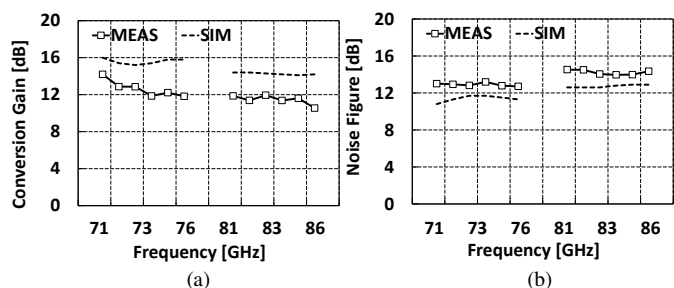 Conversion Gain [dB]
20
16
12
8
4
0
MEAS SIM
71 73 76 81 83 86
Frequency [GHz]
(a)
Noise Figure [dB]
20
16
12
8
4
0
MEAS SIM
71 73 76 81 83 86
Frequency [GHz]
(b)